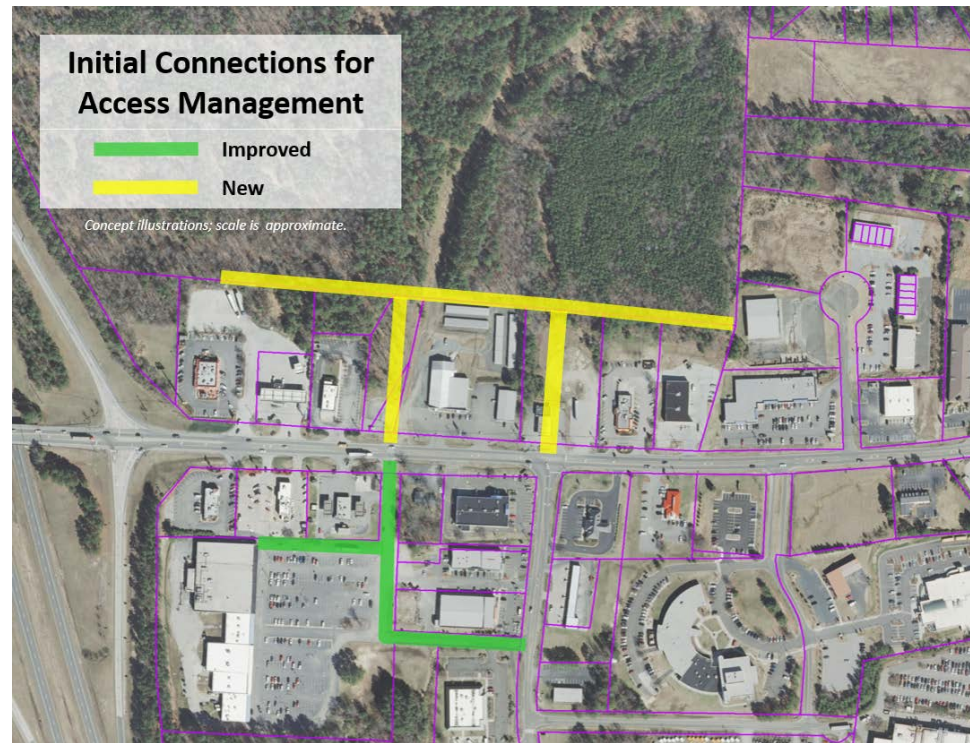 Initial Connections for
Access Management
Improved
New
Concept illustrations; scale is approximate.